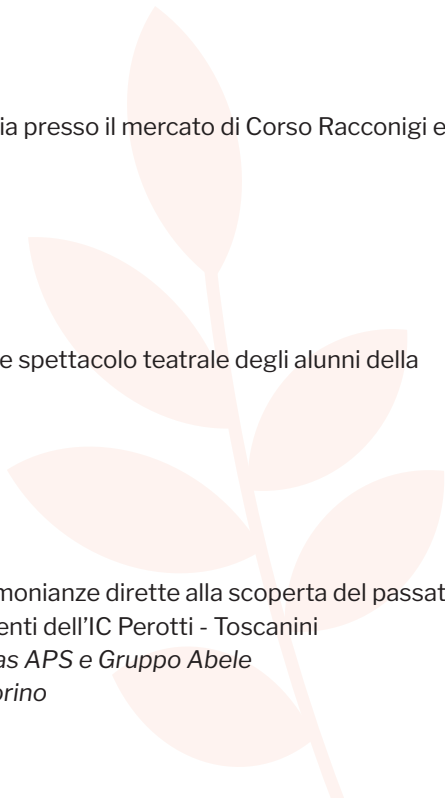 ia presso il mercato di Corso Racconigi e
e spettacolo teatrale degli alunni della
monianze dirette alla scoperta del passat
enti dell'IC Perotti - Toscanini
as APS e Gruppo Abele
orino